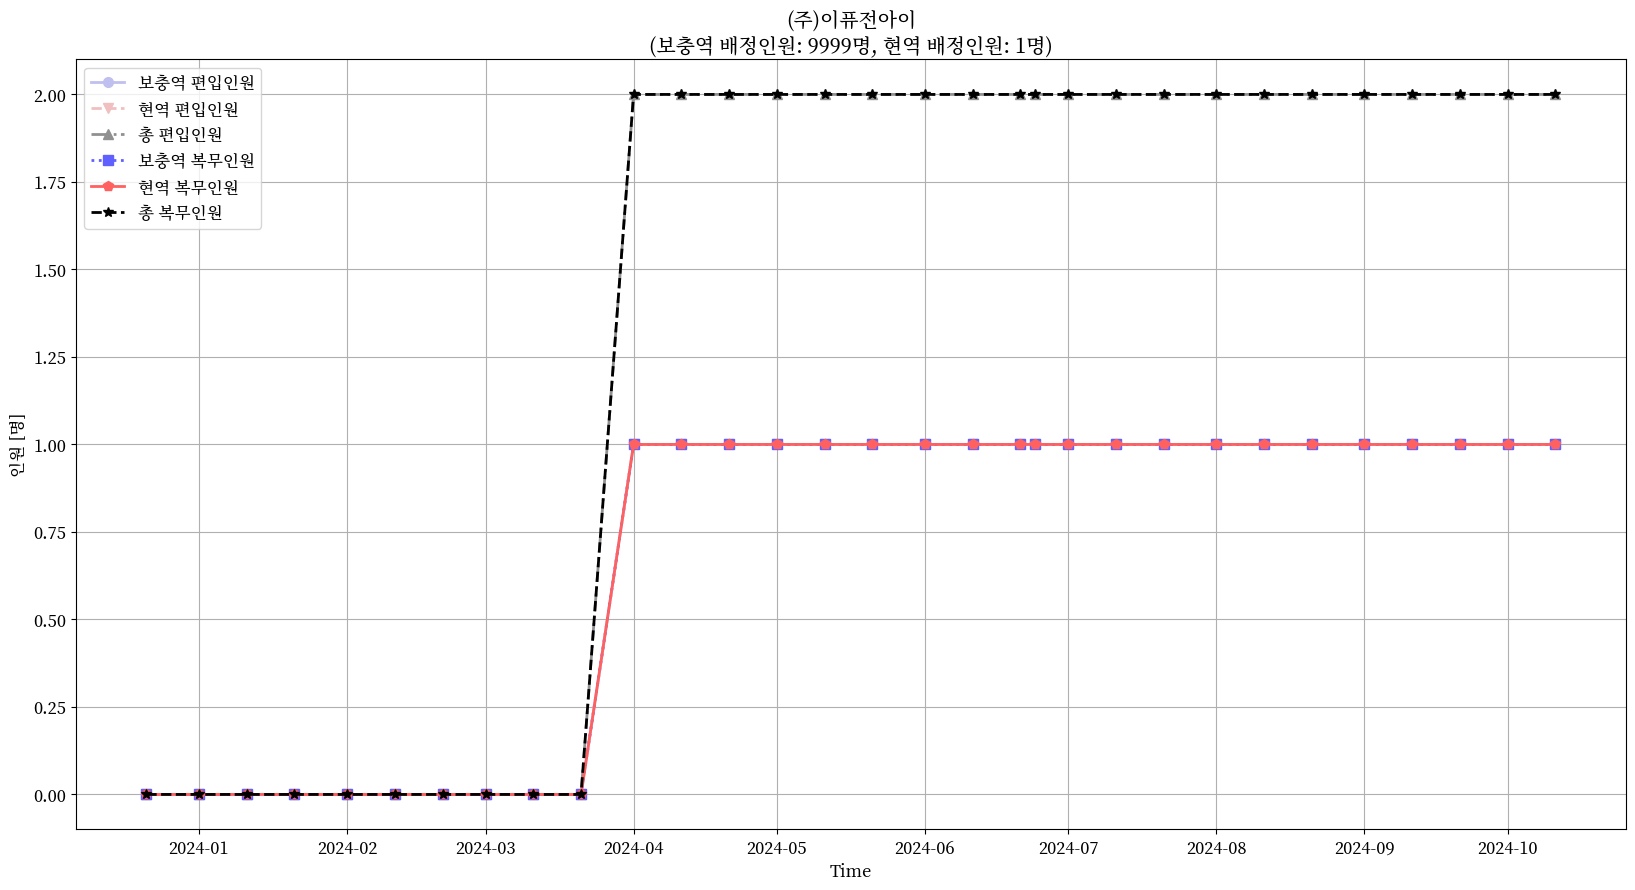 (주)이퓨전아이
(보충역 배정인원: 9999명, 현역 배정인원: 1명)
보충역 편입인원
현역 편입인원
총 편입인원
보충역 복무인원
현역 복무인원
총 복무인원
인원 [명]
2.00
1.75
1.50
1.25
1.00
0.75
0.50
0.25
0.00
2024-01 2024-02 2024-03 2024-04 2024-05 2024-06 2024-07 2024-08 2024-09 2024-10
Time